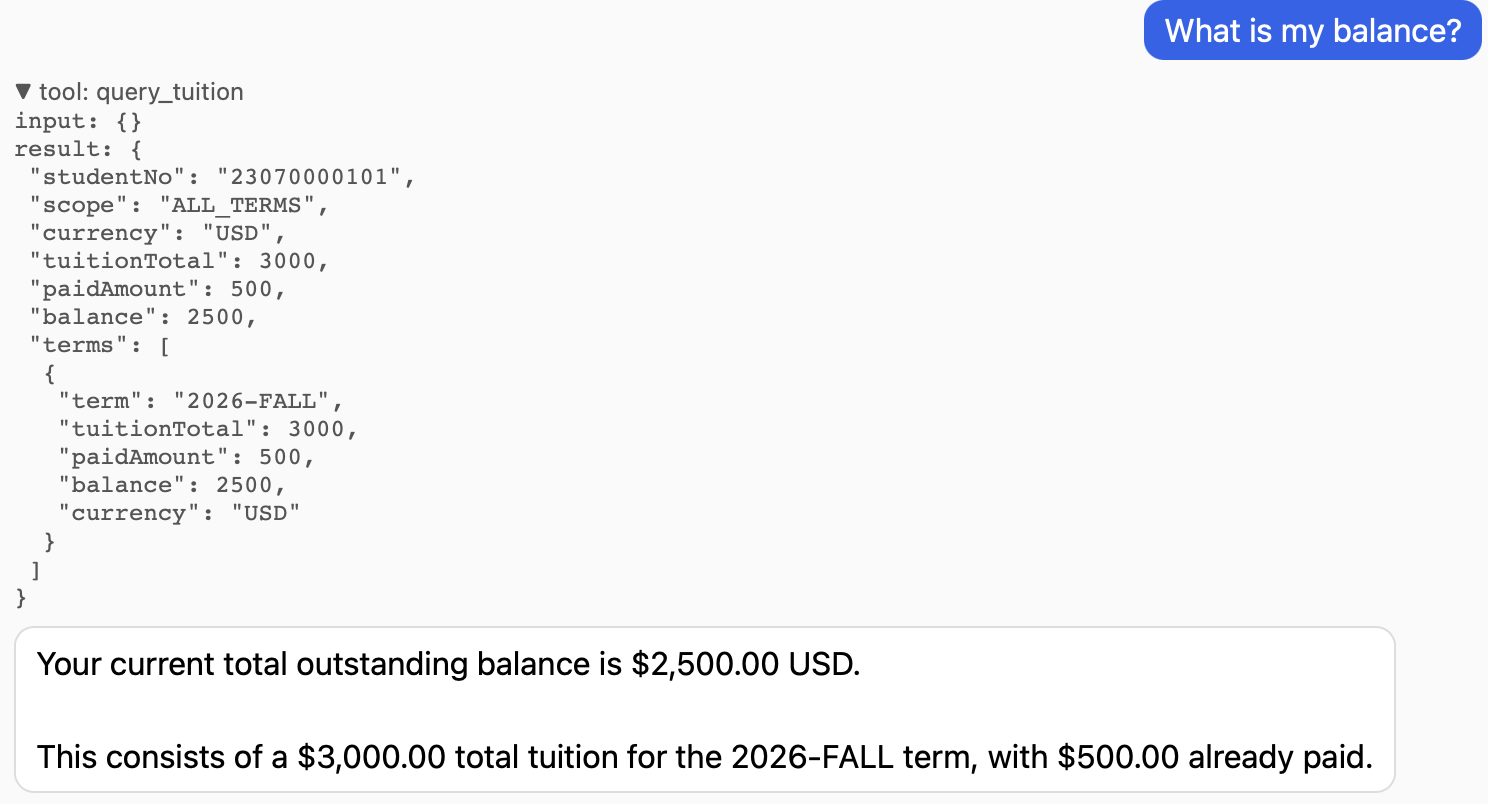 What is my balance?
▼ tool: query_tuition
input: {}
result: {
 "studentNo": "23070000101",
 "scope": "ALL_TERMS",
 "currency": "USD",
 "tuitionTotal": 3000,
 "paidAmount": 500,
 "balance": 2500,
 "terms": [
  {
   "term": "2026-FALL",
   "tuitionTotal": 3000,
   "paidAmount": 500,
   "balance": 2500,
   "currency": "USD"
  }
 ]
}
Your current total outstanding balance is $2,500.00 USD.
This consists of a $3,000.00 total tuition for the 2026-FALL term, with $500.00 already paid.